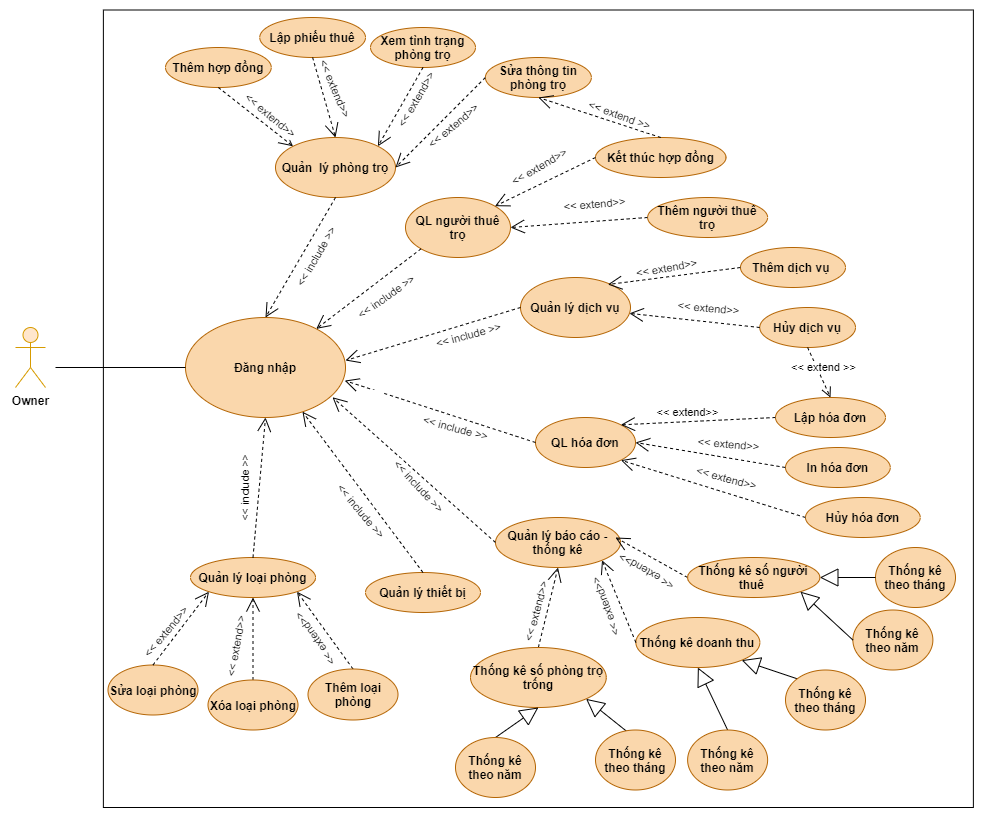 Lập phiếu thuê
Xem tình trạng
phòng trọ
Thêm hợp đồng
Sửa thông tin
phòng trọ
<< extend>>
<< extend>>
<< extend>>
<< extend>>
<< extend >>
Quản lý phòng trọ
Kết thúc hợp đồng
<< extend>>
QL người thuê
trọ
<< extend>>
Thêm người thuê
trọ
<< include >>
<< include >>
<< extend>>
Thêm dịch vụ
Quản lý dịch vụ
<< extend>>
Hủy dịch vụ
<< include >>
Owner
Đăng nhập
<< extend >>
<< extend>>
Lập hóa đơn
<< include >>
QL hóa đơn
<< extend>>
In hóa đơn
<< extend>>
Hủy hóa đơn
<< include >>
<< include >>
<< include >>
Quản lý báo cáo -
thống kê
<< extend>>
Thống kê số người
thuê
Thống kê
theo tháng
Quản lý loại phòng
Quản lý thiết bị
<< extend>>
<< extend>>
Thống kê doanh thu
Thống kê
theo năm
<< extend>>
<< extend>>
<< extend>>
Sửa loại phòng
Xóa loại phòng
Thêm loại
phòng
Thống kê số phòng trọ
trống
Thống kê
theo tháng
Thống kê
theo năm
Thống kê
theo tháng
Thống kê
theo năm